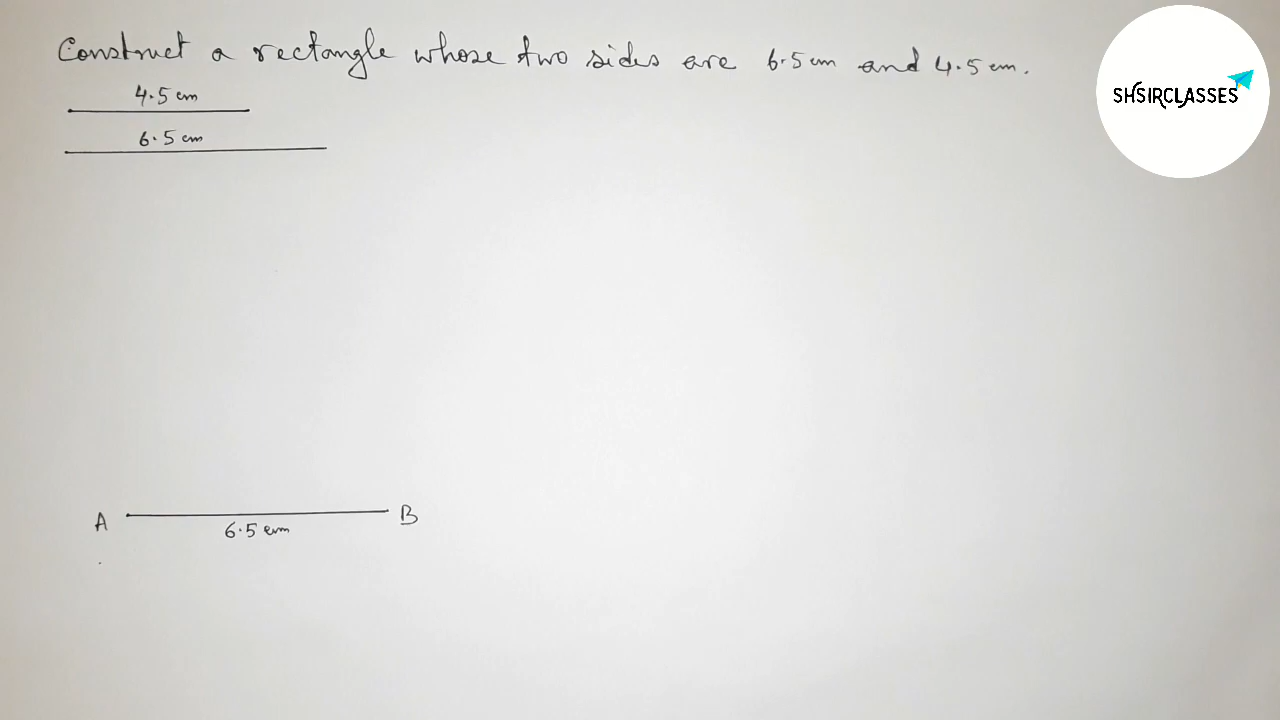 Construct a rectangle whose two sides are 6.5 cm and 4.5 cm.
SHSIRCLASSES
4.5 cm
6.5 cm
A B
6.5 cm